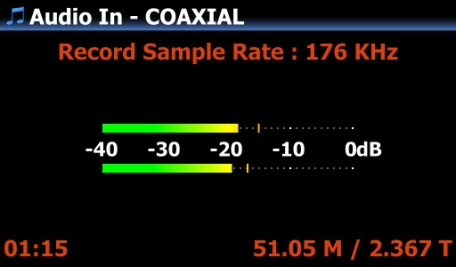 Audio In - COAXIAL
Record Sample Rate : 176 KHz
-40 -30 -20 -10 0dB
01:15 51.05 M / 2.367 T